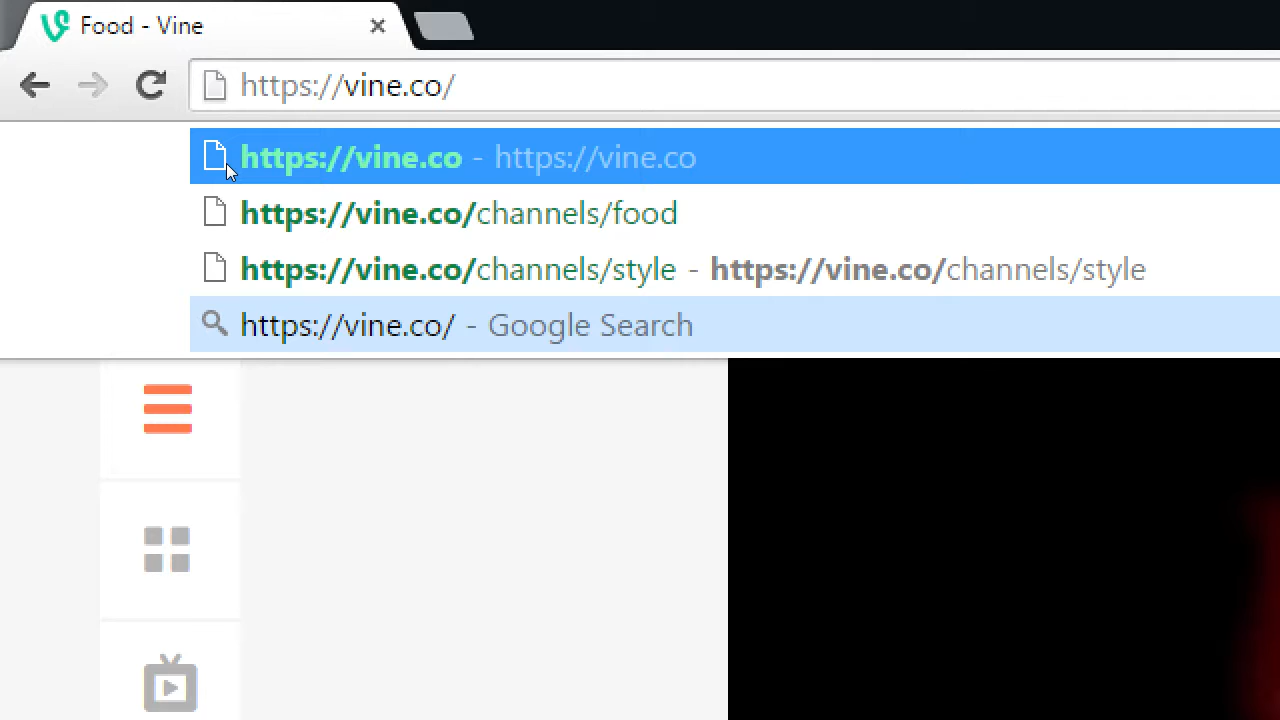 Food - Vine
https://vine.co/
https://vine.co - https://vine.co
https://vine.co/channels/food
https://vine.co/channels/style - https://vine.co/channels/style
https://vine.co/ - Google Search